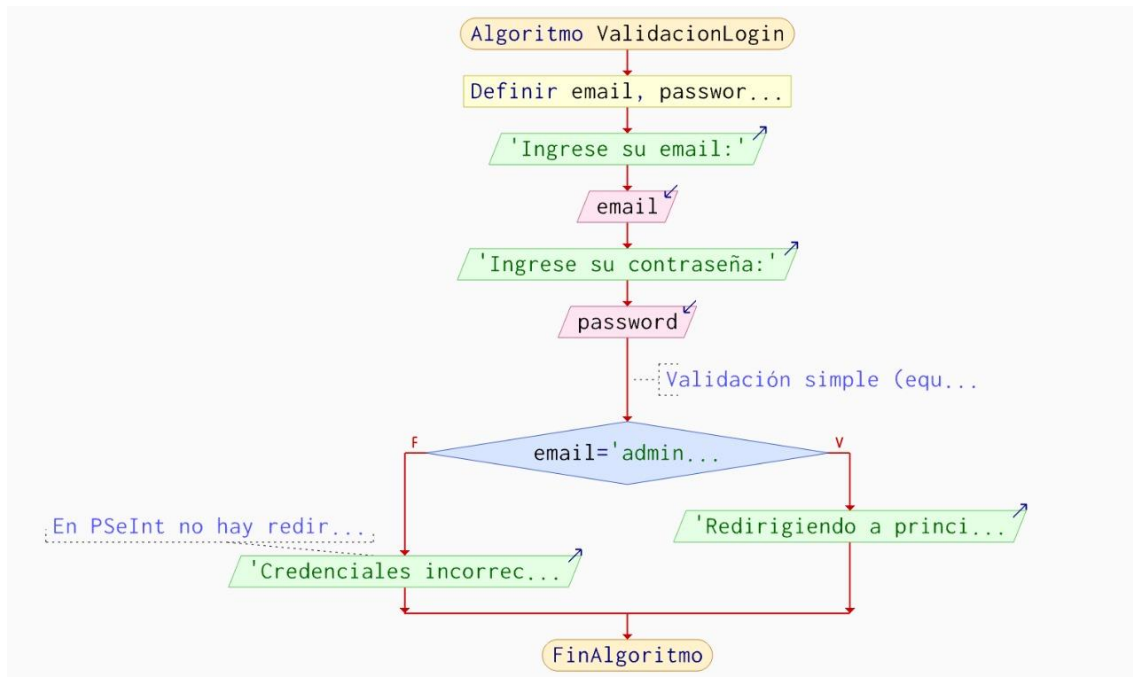 Algoritmo ValidacionLogin
Definir email, passwor...
'Ingrese su email:'
email
'Ingrese su contraseña:'
password
Validación simple (equ...
F
email='admin...
V
En PSeInt no hay redir...
'Redirigiendo a princi...
'Credenciales incorrec...
FinAlgoritmo